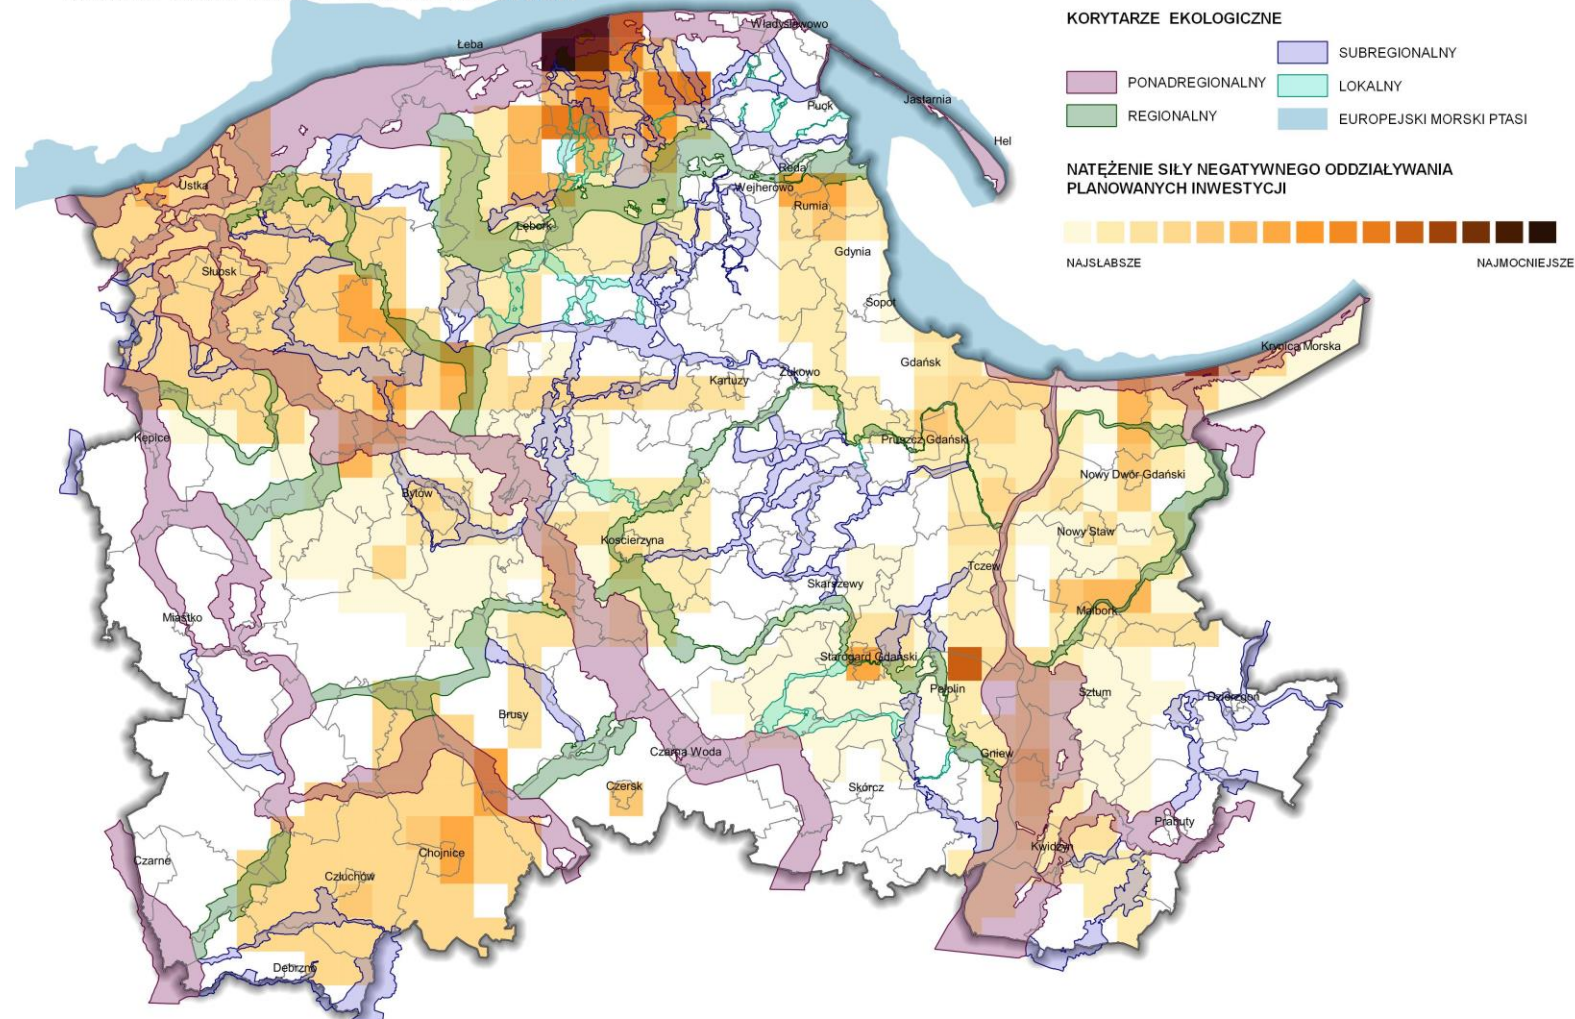 KORYTARZE EKOLOGICZNE
SUBREGIONALNY
PONADREGIONALNY
LOKALNY
REGIONALNY
EUROPEJSKI MORSKI PTASI
NATĘŻENIE SIŁY NEGATYWNEGO ODDZIAŁYWANIA
PLANOWANYCH INWESTYCJI
NAJSŁABSZE
NAJMOCNIEJSZE
Władysławowo
Łeba
Jastarnia
Puck
Hel
Reda
Ustka
Wejherowo
Rumia
Lębork
Gdynia
Słupsk
Sopot
Krynica Morska
Gdańsk
Żukowo
Kartuzy
Kępice
Pruszcz Gdański
Nowy Dwór Gdański
Bytów
Nowy Staw
Kościerzyna
Tczew
Skarszewy
Malbork
Miastko
Starogard Gdański
Pelplin
Sztum
Dzierzgoń
Brusy
Czarna Woda
Gniew
Czersk
Skórcz
Prabuty
Kwidzyn
Chojnice
Czarne
Człuchów
Debrzno